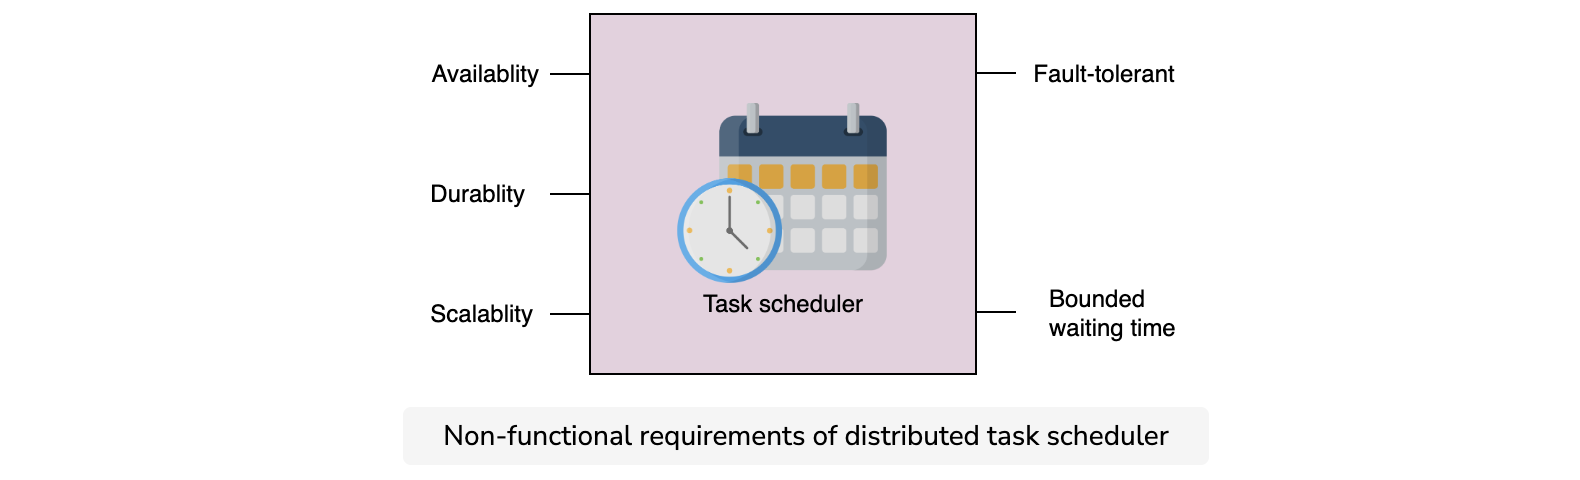 Availablity
Fault-tolerant
Durablity
Scalablity
Bounded
waiting time
Task scheduler
Non-functional requirements of distributed task scheduler